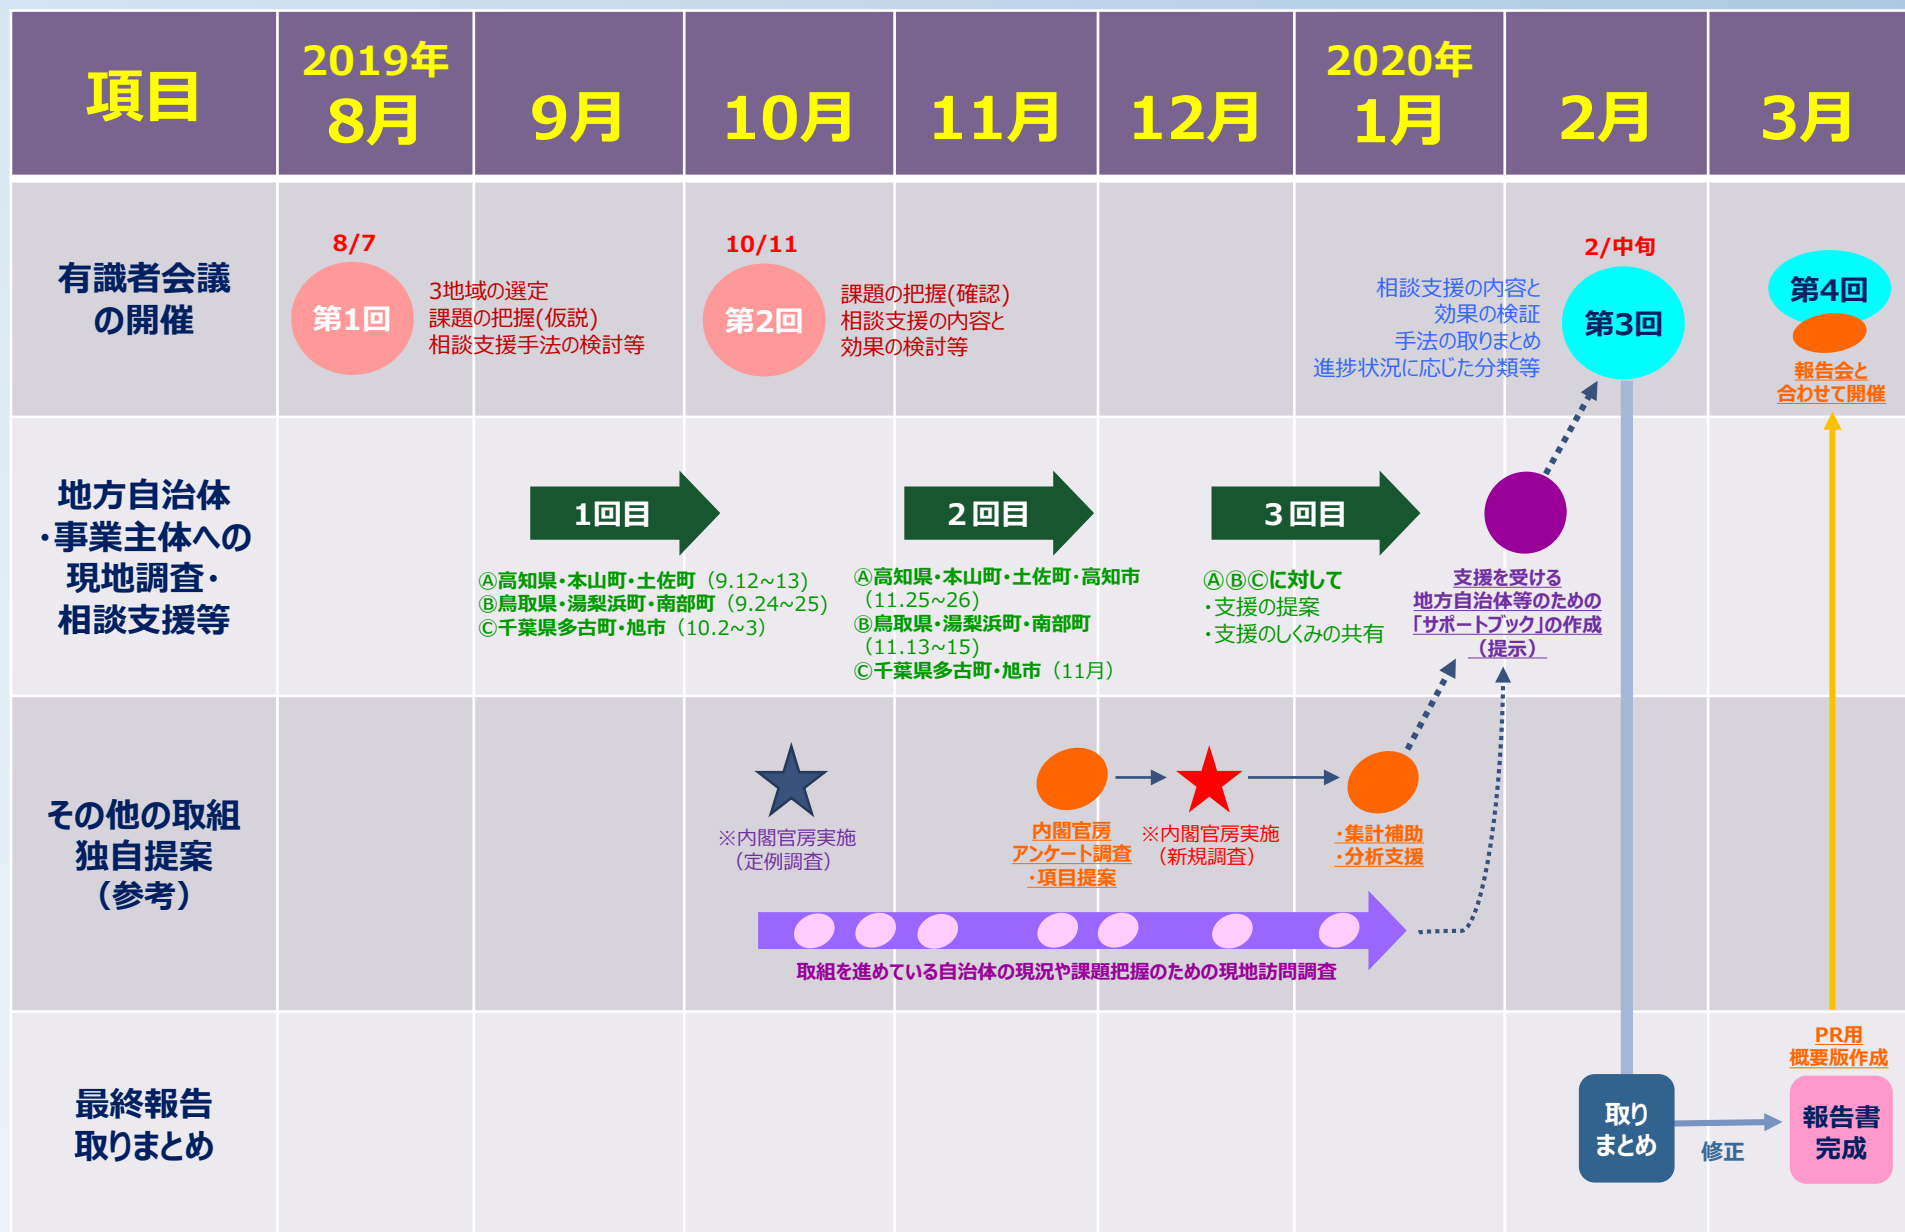 項目
2019年
8月
9月
10月
11月
12月
2020年
1月
2月
3月
有識者会議
の開催
8/7
第1回
3地域の選定
課題の把握(仮説)
相談支援手法の検討等
10/11
第2回
課題の把握(確認)
相談支援の内容と
効果の検討等
相談支援の内容と
効果の検証
手法の取りまとめ
進捗状況に応じた分類等
2/中旬
第3回
第4回
報告会と
合わせて開催
地方自治体
・事業主体への
現地調査・
相談支援等
1回目
Ⓐ高知県・本山町・土佐町（9.12~13)
Ⓑ鳥取県・湯梨浜町・南部町（9.24~25)
Ⓒ千葉県多古町・旭市（10.2~3）
２回目
Ⓐ高知県・本山町・土佐町・高知市
（11.25~26）
Ⓑ鳥取県・湯梨浜町・南部町
（11.13~15)
Ⓒ千葉県多古町・旭市（11月）
３回目
ⒶⒷⒸに対して
・支援の提案
・支援のしくみの共有
支援を受ける
地方自治体等のための
「サポートブック」の作成
（提示）
その他の取組
独自提案
（参考）
※内閣官房実施
（定例調査）
内閣官房
アンケート調査
・項目提案
※内閣官房実施
（新規調査）
・集計補助
・分析支援
取組を進めている自治体の現況や課題把握のための現地訪問調査
最終報告
取りまとめ
取り
まとめ
修正
PR用
概要版作成
報告書
完成